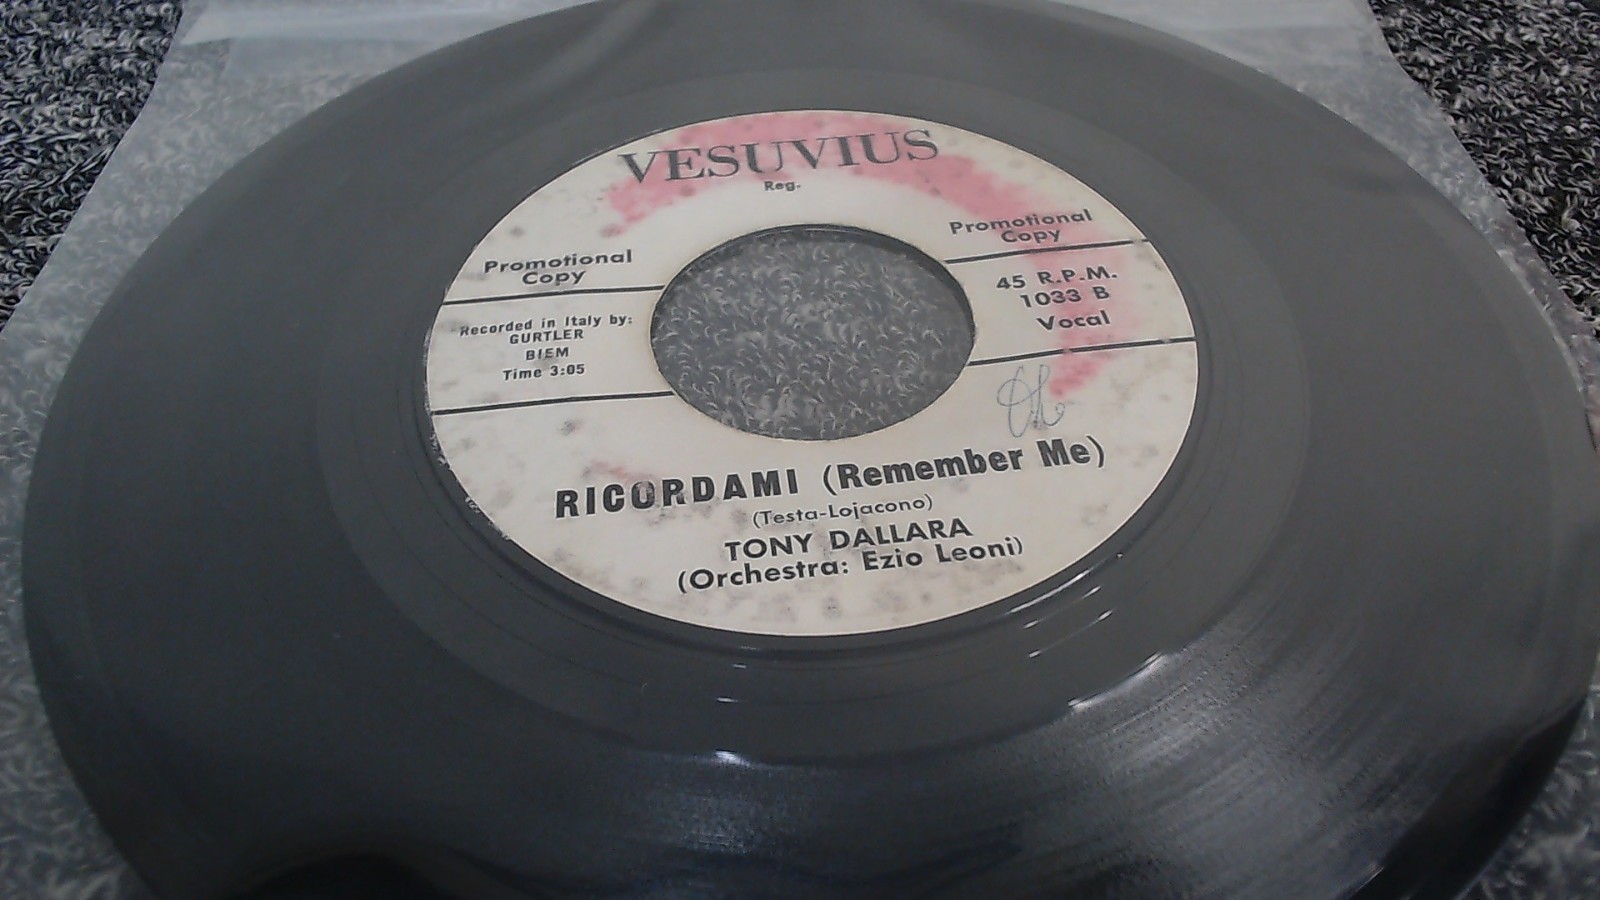 VESUVIUS
Reg.
Promotional
Copy
Promotional
Copy
Recorded in Italy by:
GURTLER
BIEM
Time 3:05
45 R.P.M.
1033 B
Vocal
RICORDAMI (Remember Me)
(Testa-Lojacono)
TONY DALLARA
(Orchestra: Ezio Leoni)